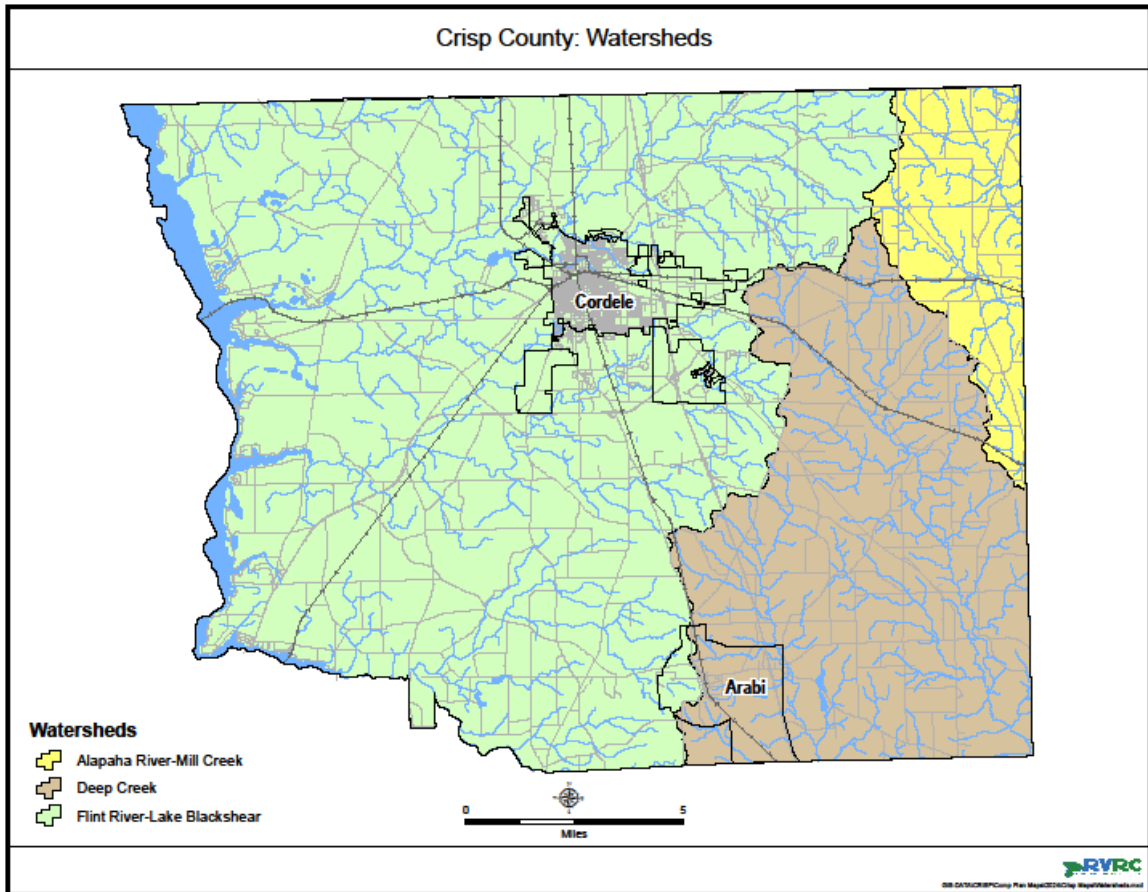 Crisp County: Watersheds
Cordele
Arabi
Watersheds
Alapaha River-Mill Creek
Deep Creek
Flint River-Lake Blackshear
0 5
Miles
RVRC